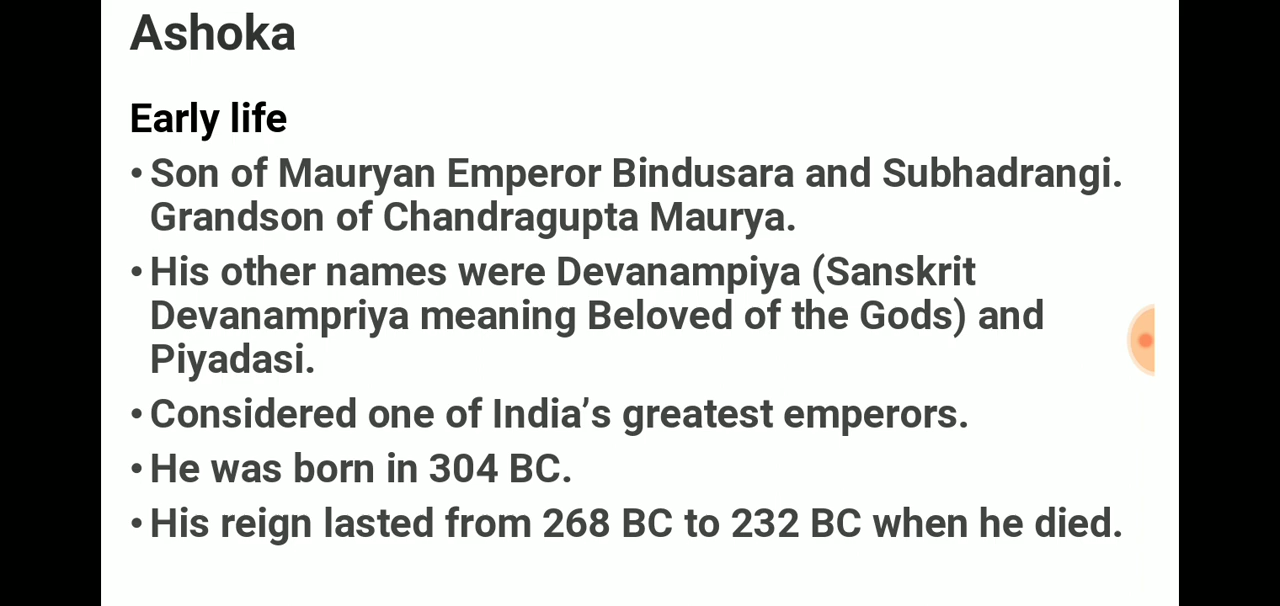 Ashoka
Early life
• Son of Mauryan Emperor Bindusara and Subhadrangi.
Grandson of Chandragupta Maurya.
• His other names were Devanampiya (Sanskrit
Devanampriya meaning Beloved of the Gods) and
Piyadasi.
• Considered one of India’s greatest emperors.
• He was born in 304 BC.
• His reign lasted from 268 BC to 232 BC when he died.